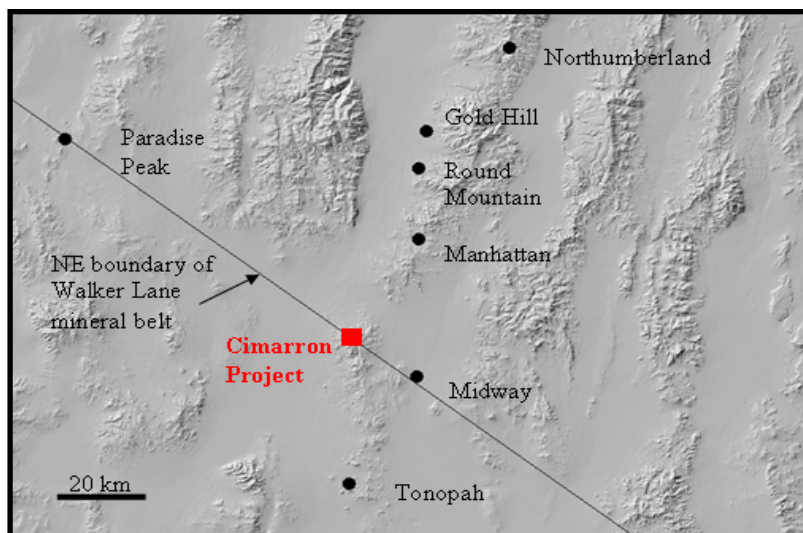 Northumberland
Gold Hill
Paradise
Peak
Round
Mountain
Manhattan
NE boundary of
Walker Lane
mineral belt
Cimarron
Project
Midway
20 km
Tonopah